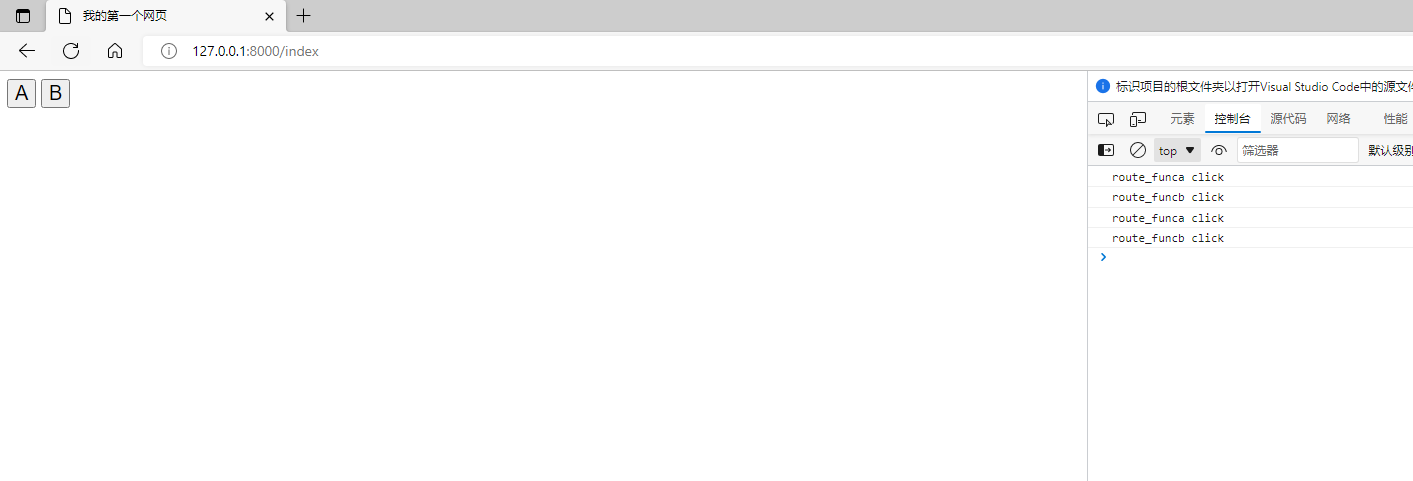 我的第一个网页
127.0.0.1:8000/index
A B
标识项目的根文件夹以打开Visual Studio Code中的源文件
元素 控制台 源代码 网络 性能
top 筛选器 默认级别
route_funca click
route_funcb click
route_funca click
route_funcb click